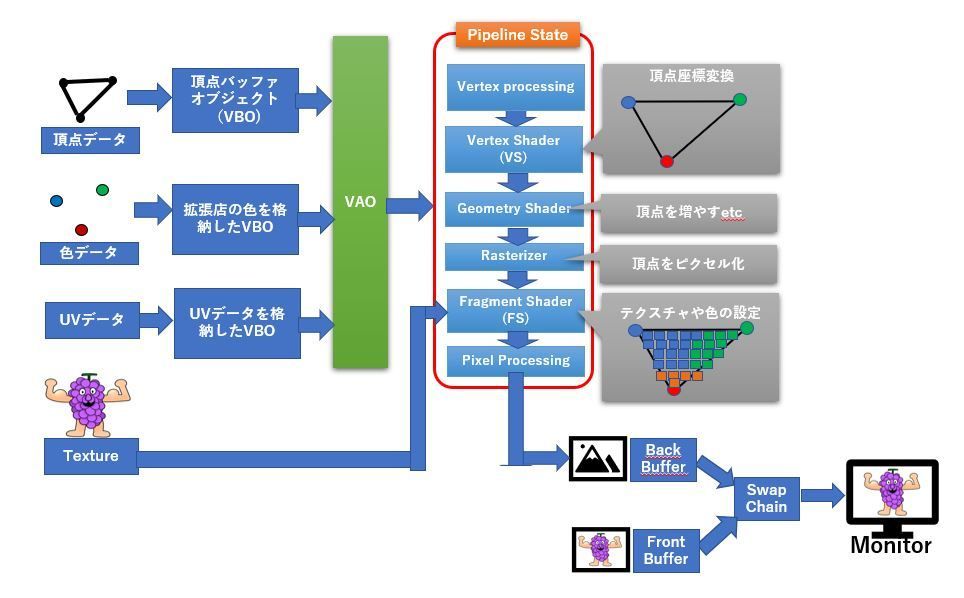 Pipeline State
頂点データ
頂点バッファ
オブジェクト
（VBO）
色データ
拡張店の色を格
納したVBO
UVデータ
UVデータを格
納したVBO
Texture
VAO
Vertex processing
Vertex Shader
(VS)
Geometry Shader
Rasterizer
Fragment Shader
(FS)
Pixel Processing
頂点座標変換
頂点を増やすetc
頂点をピクセル化
テクスチャや色の設定
Back
Buffer
Front
Buffer
Swap
Chain
Monitor